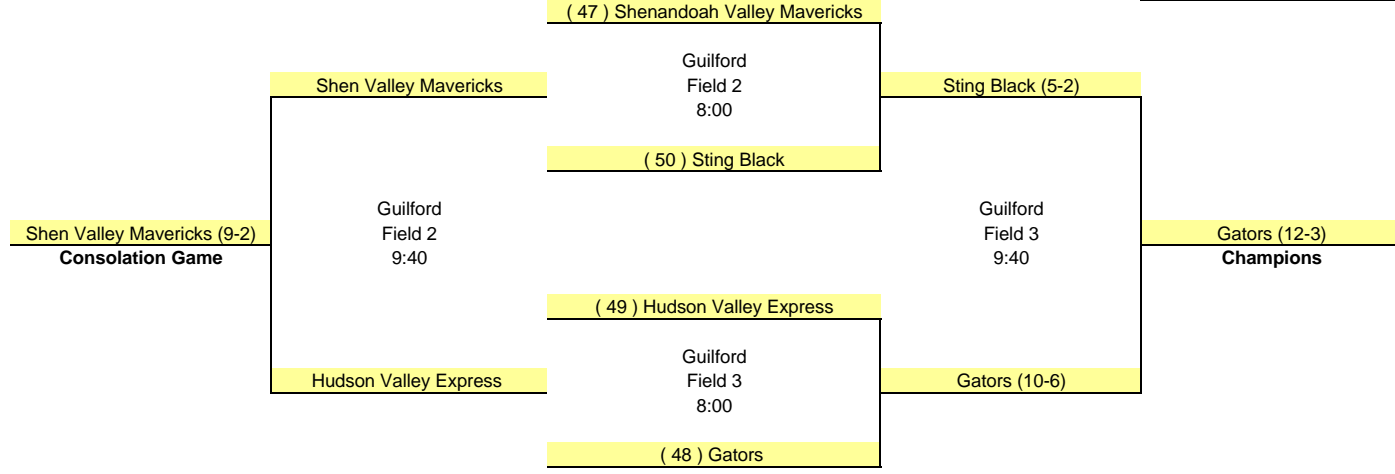 ( 47 ) Shenandoah Valley Mavericks
Guilford
Shen Valley Mavericks Field 2 Sting Black (5-2)
8:00
( 50 ) Sting Black
Guilford Guilford
Shen Valley Mavericks (9-2) Field 2 Field 3 Gators (12-3)
Consolation Game 9:40 9:40 Champions
( 49 ) Hudson Valley Express
Guilford
Hudson Valley Express Field 3 Gators (10-6)
8:00
( 48 ) Gators